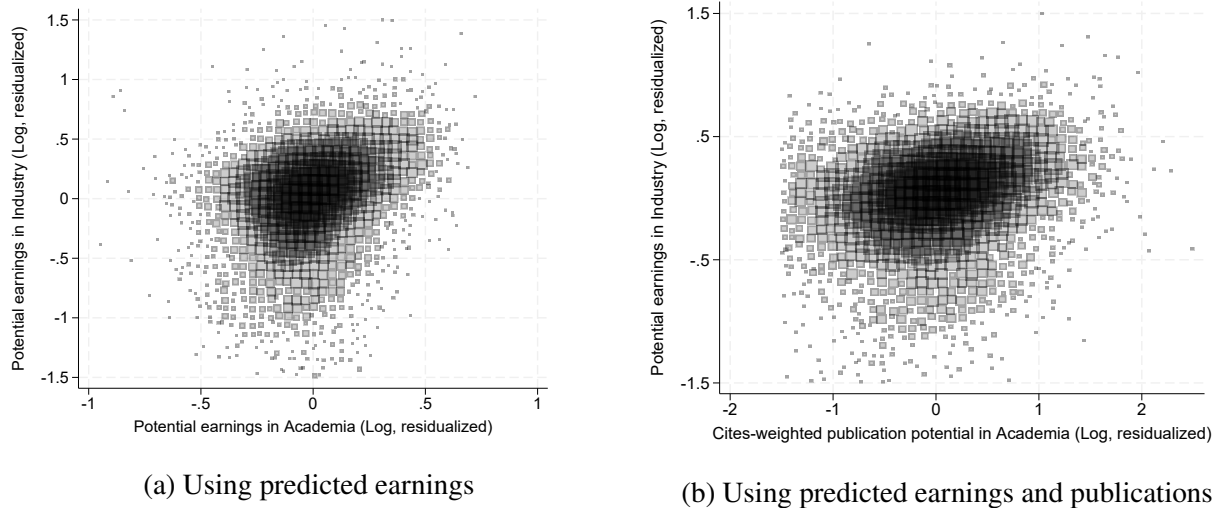 Potential earnings in Industry (Log, residualized)
1.5
1
.5
0
-.5
-1
-1.5
-1 -.5 0 .5 1
Potential earnings in Academia (Log, residualized)
(a) Using predicted earnings
Potential earnings in Industry (Log, residualized)
1.5
.5
-.5
-1.5
-2 -1 0 1 2
Cites-weighted publication potential in Academia (Log, residualized)
(b) Using predicted earnings and publications